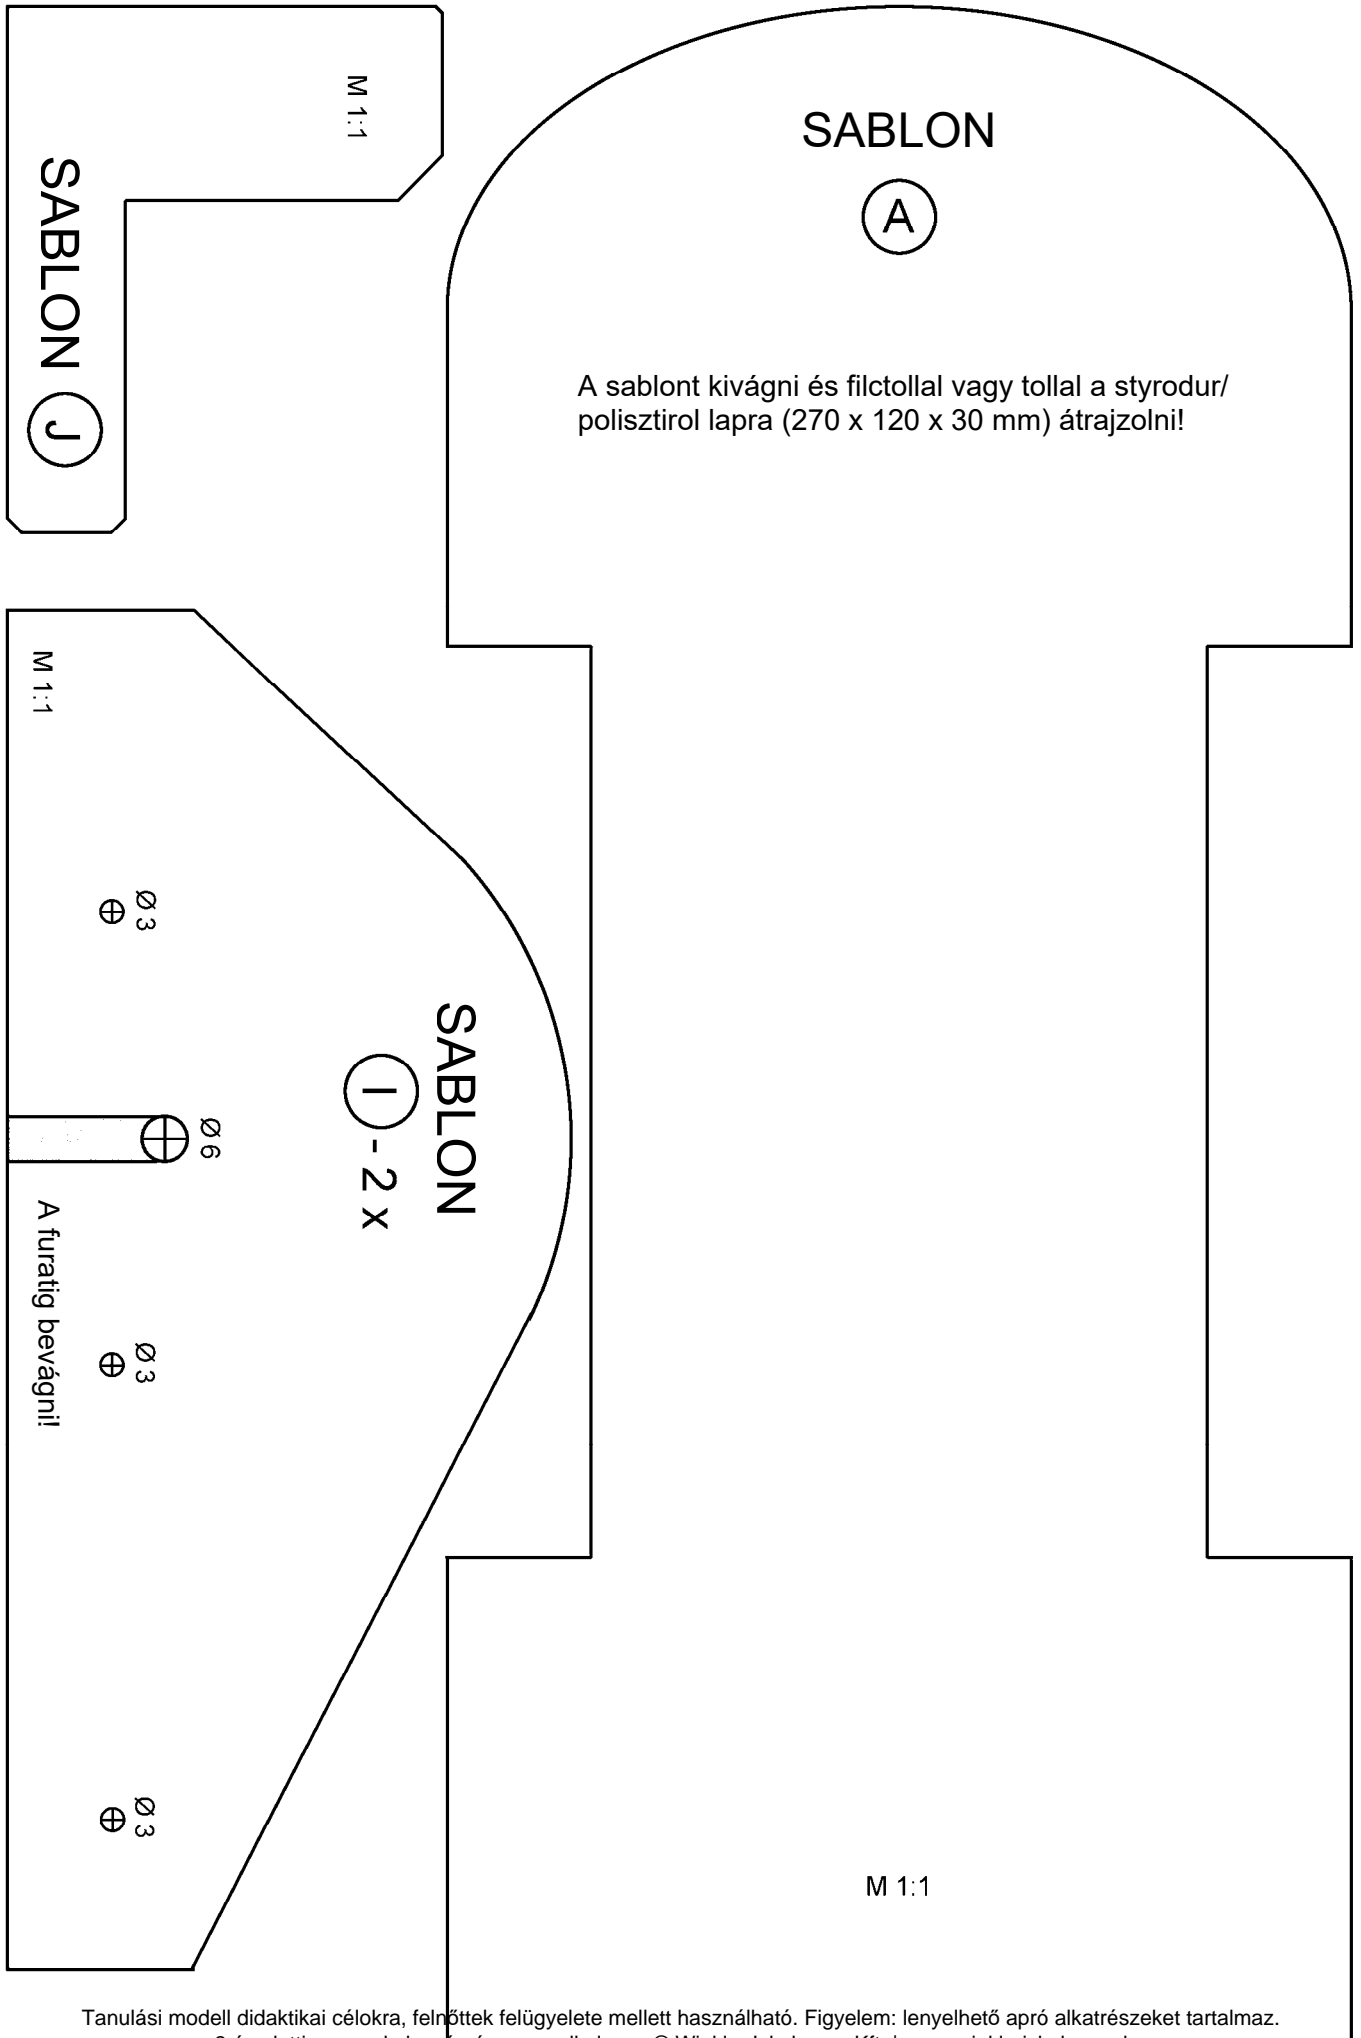 M 1:1
SABLON
J
SABLON
A
A sablont kivágni és filctollal vagy tollal a styrodur/
polisztirol lapra (270 x 120 x 30 mm) átrajzolni!
M 1:1
Ø 3
SABLON
I - 2 x
Ø 6
A furatig bevágni!
Ø 3
Ø 3
M 1:1
Tanulási modell didaktikai célokra, felnőttek felügyelete mellett használható. Figyelem: lenyelhető apró alkatrészeket tartalmaz.